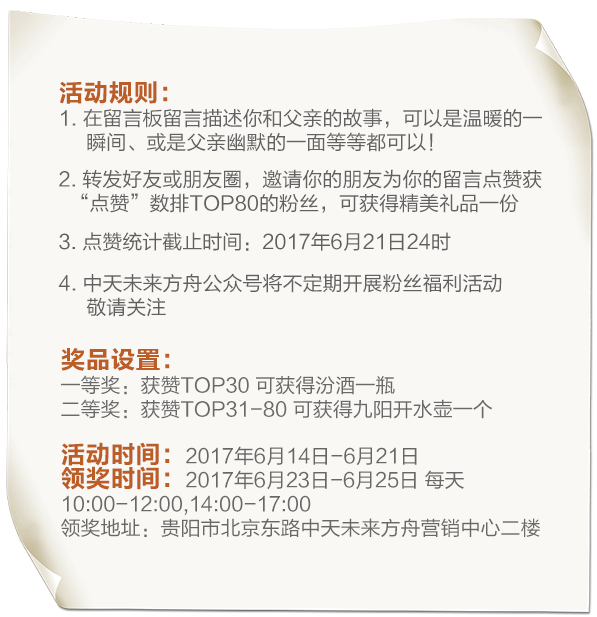 活动规则：
1. 在留言板留言描述你和父亲的故事，可以是温暖的一
瞬间、或是父亲幽默的一面等等都可以！
2. 转发好友或朋友圈，邀请你的朋友为你的留言点赞获
“点赞”数排TOP80的粉丝，可获得精美礼品一份
3. 点赞统计截止时间：2017年6月21日24时
4. 中天未来方舟公众号将不定期开展粉丝福利活动
敬请关注
奖品设置：
一等奖：获赞TOP30 可获得汾酒一瓶
二等奖：获赞TOP31-80 可获得九阳开水壶一个
活动时间：2017年6月14日-6月21日
领奖时间：2017年6月23日-6月25日 每天
10:00-12:00,14:00-17:00
领奖地址：贵阳市北京东路中天未来方舟营销中心二楼